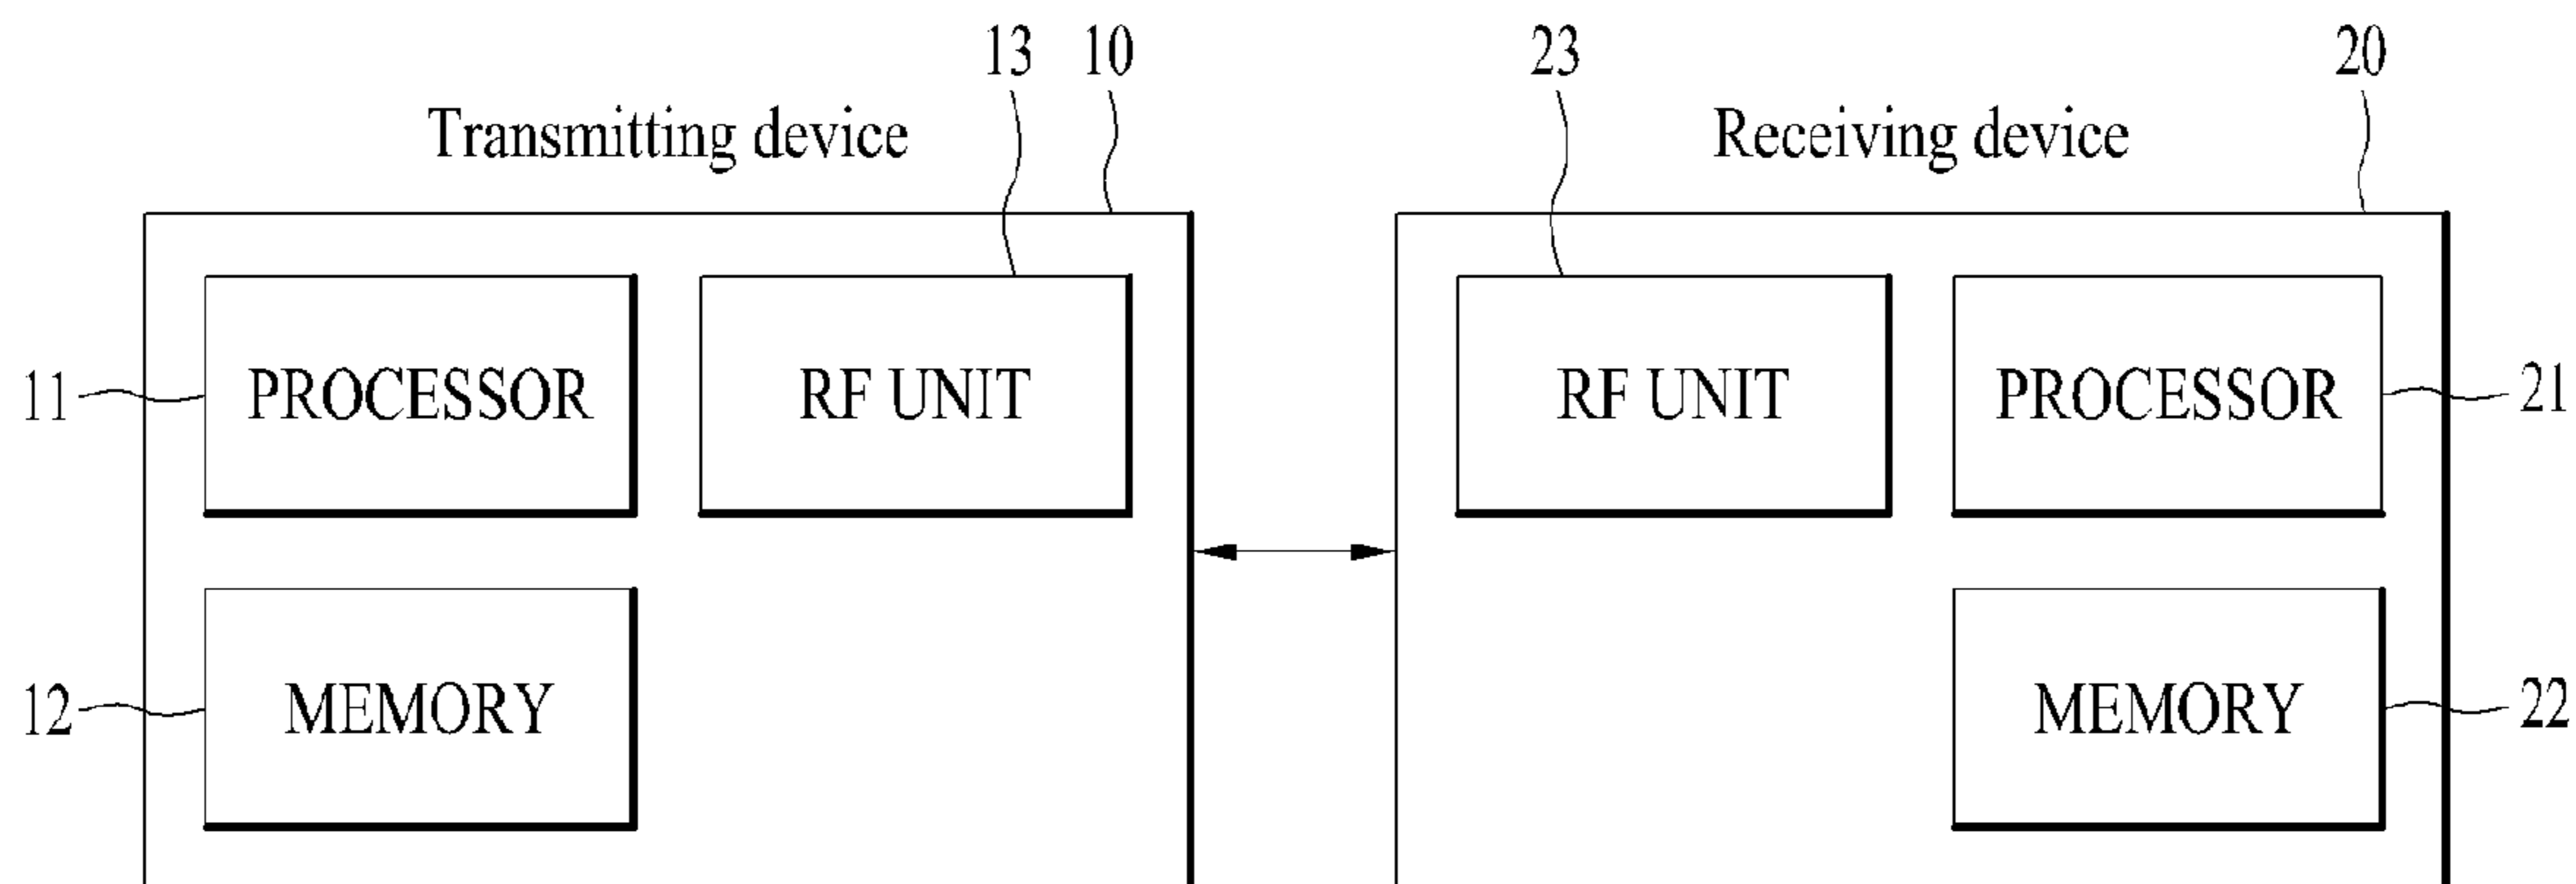 13 10 23 20
Transmitting device Receiving device
11 PROCESSOR RF UNIT RF UNIT PROCESSOR 21
12 MEMORY MEMORY 22